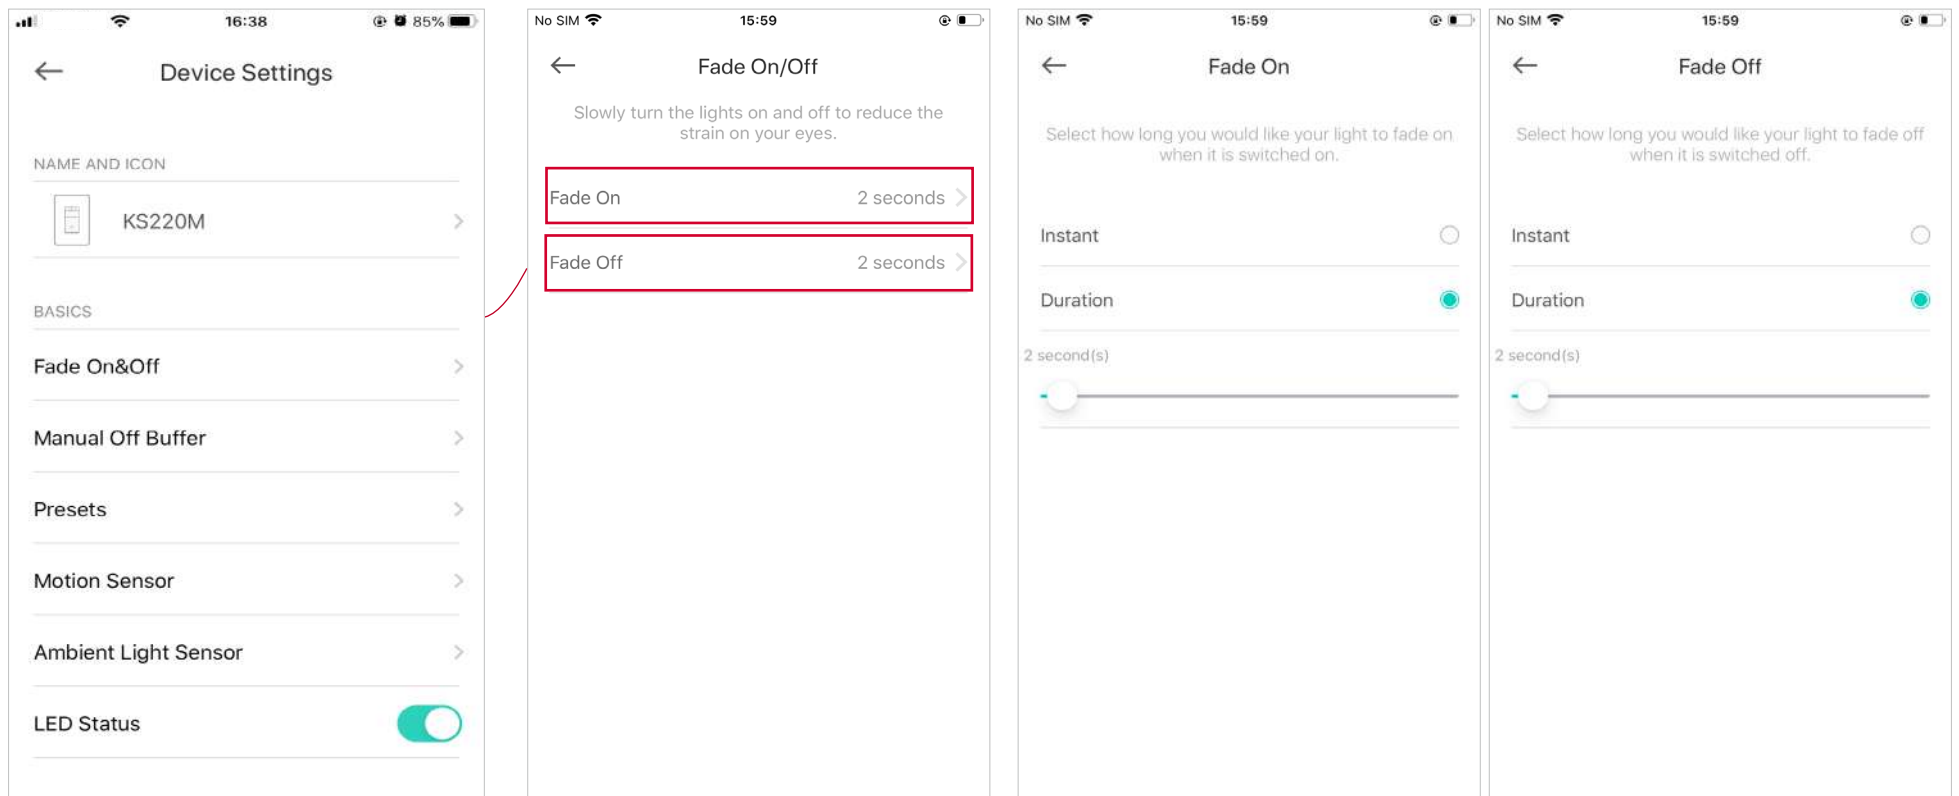 16:38
85%
Device Settings
NAME AND ICON
KS220M
BASICS
Fade On&Off
Manual Off Buffer
Presets
Motion Sensor
Ambient Light Sensor
LED Status
No SIM 15:59
Fade On/Off
Slowly turn the lights on and off to reduce the
strain on your eyes.
Fade On 2 seconds
Fade Off 2 seconds
No SIM 15:59
Fade On
Select how long you would like your light to fade on
when it is switched on.
Instant
Duration
2 second(s)
No SIM 15:59
Fade Off
Select how long you would like your light to fade off
when it is switched off.
Instant
Duration
2 second(s)